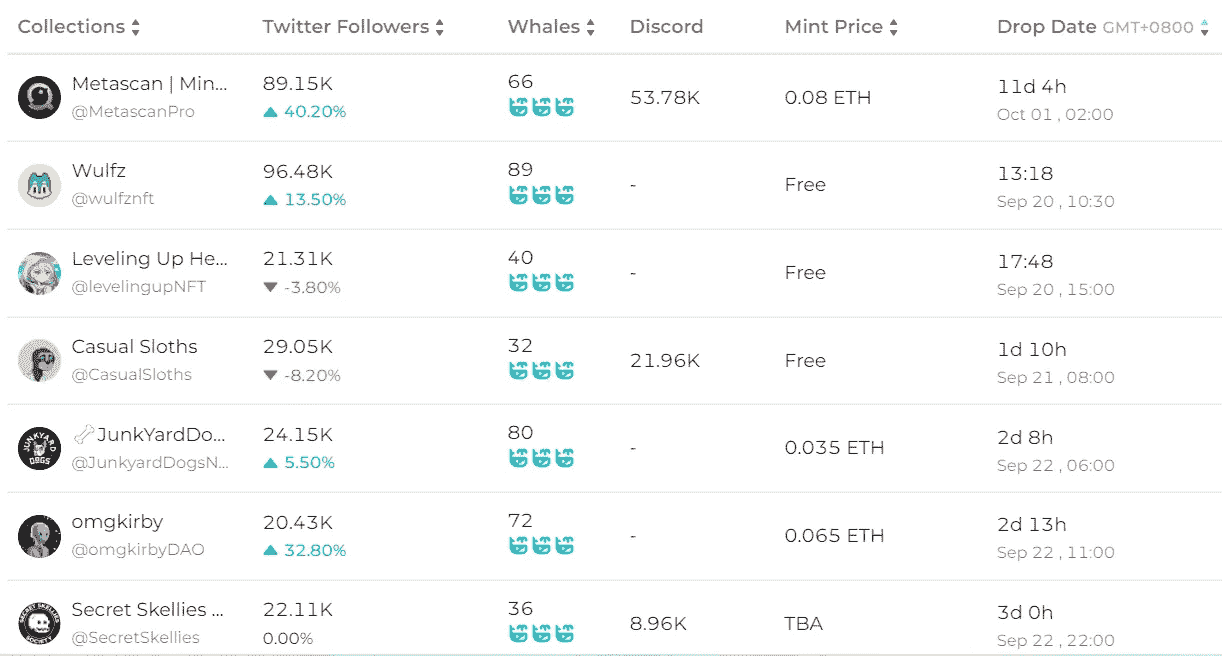 Collections Twitter Followers Whales Discord Mint Price Drop Date GMT+0800
Metascan | Min... 89.15K 66 53.78K 0.08 ETH 11d 4h
@MetascanPro 40.20% Oct 01 , 02:00
Wulfz 96.48K 89 - Free 13:18
@wulfznft 13.50% Sep 20 , 10:30
Leveling Up He... 21.31K 40 - Free 17:48
@levelingupNFT -3.80% Sep 20 , 15:00
Casual Sloths 29.05K 32 21.96K Free 1d 10h
@CasualSloths -8.20% Sep 21 , 08:00
JUNKYARD DOGS
🦴JunkYardDo... 24.15K 80 - 0.035 ETH 2d 8h
@JunkyardDogsN... 5.50% Sep 22 , 06:00
omgkirby 20.43K 72 - 0.065 ETH 2d 13h
@omgkirbyDAO 32.80% Sep 22 , 11:00
SECRET SKELLIES SOCIETY
Secret Skellies ... 22.11K 36 8.96K TBA 3d 0h
@SecretSkellies 0.00% Sep 22 , 22:00